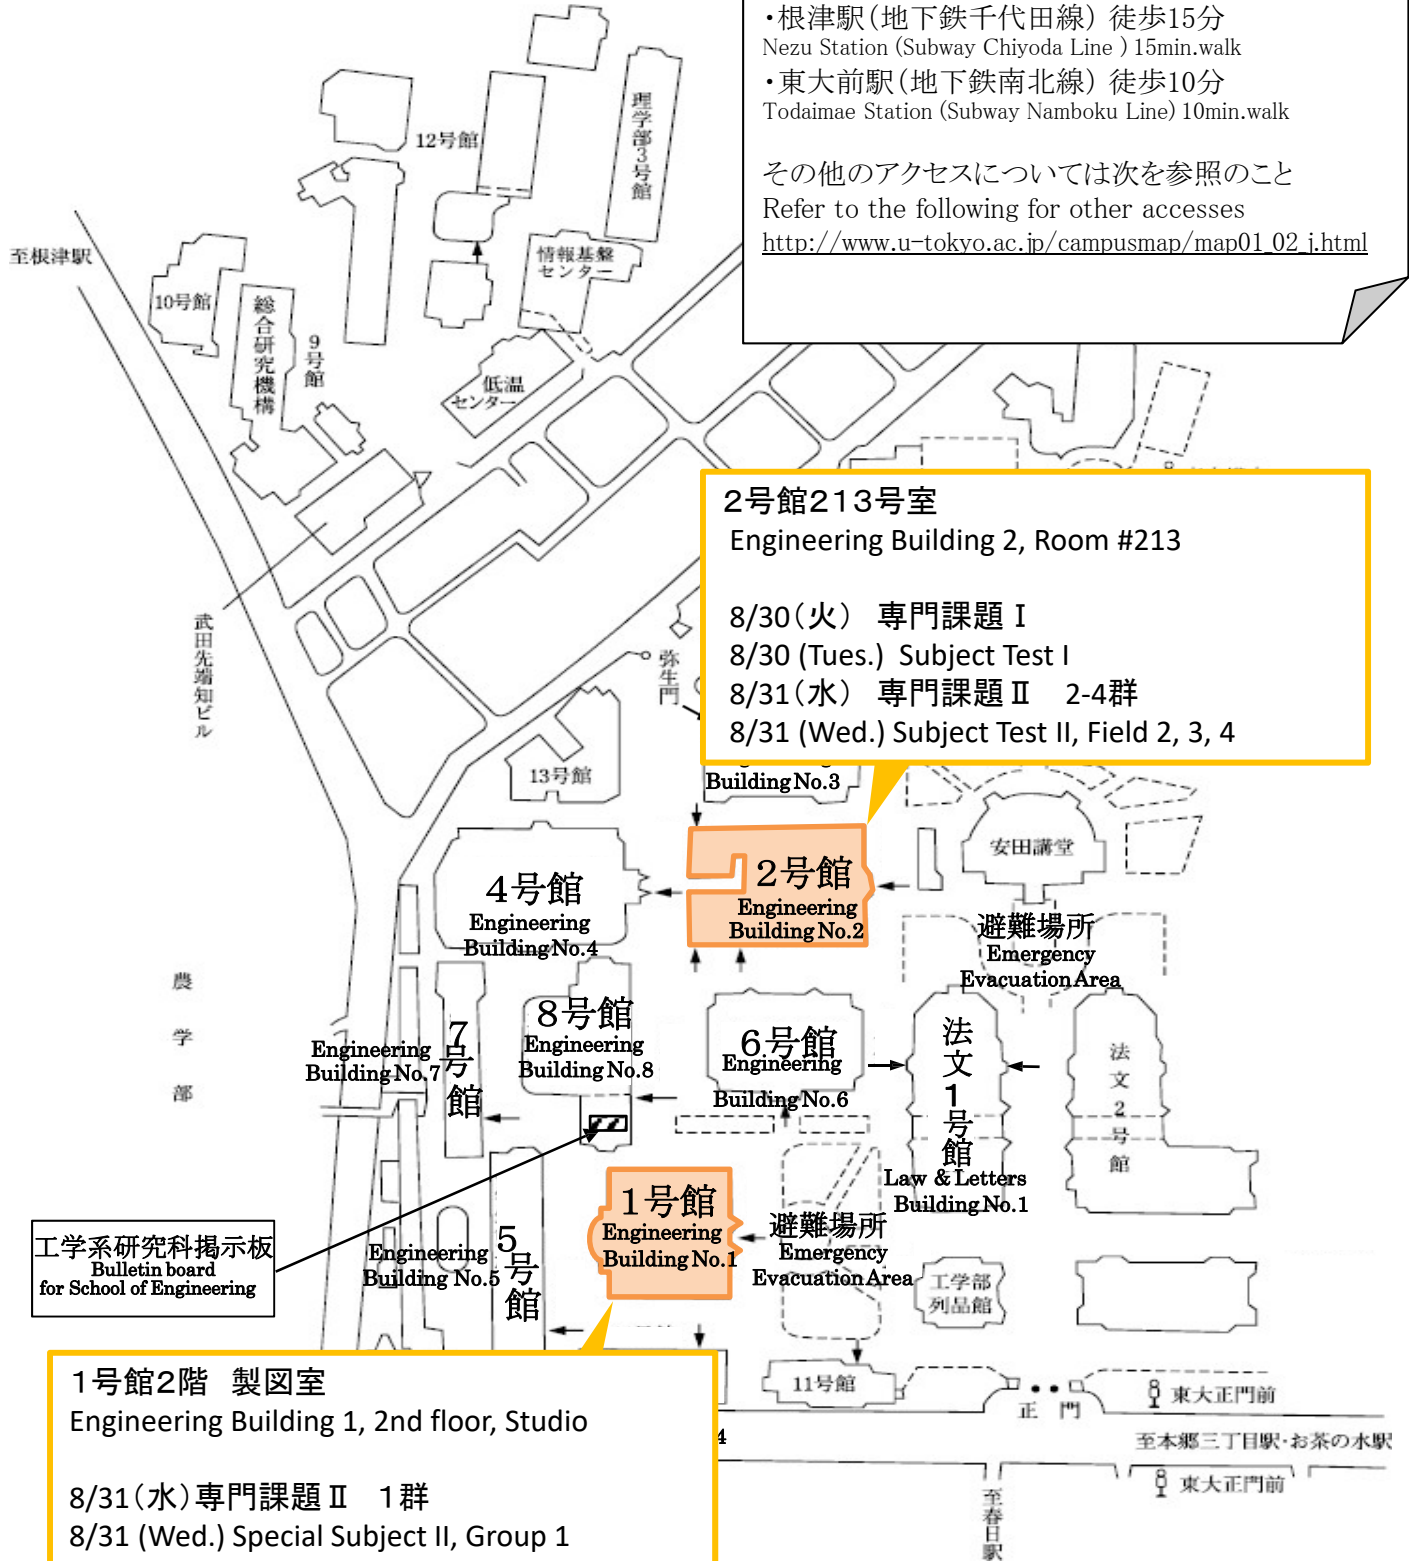 ・根津駅(地下鉄千代田線) 徒歩15分
Nezu Station (Subway Chiyoda Line ) 15min.walk
・東大前駅(地下鉄南北線) 徒歩10分
Todaimae Station (Subway Namboku Line) 10min.walk
その他のアクセスについては次を参照のこと
Refer to the following for other accesses
http://www.u-tokyo.ac.jp/campusmap/map01_02_j.html
理学部3号館
12号館
至根津駅
情報基盤
センター
10号館
総合研究機構
9号館
低温
センター
2号館213号室
Engineering Building 2, Room #213
8/30(火) 専門課題 Ⅰ
8/30 (Tues.) Subject Test I
8/31(水) 専門課題 Ⅱ 2-4群
8/31 (Wed.) Subject Test II, Field 2, 3, 4
武田先端知ビル
弥生門
13号館
Building No.3
安田講堂
4号館
Engineering
Building No.4
2号館
Engineering
Building No.2
避難場所
Emergency
Evacuation Area
農学部
7号館
Engineering
Building No.7
8号館
Engineering
Building No.8
6号館
Engineering
Building No.6
法文1号館
Law & Letters
Building No.1
法文2号館
1号館
Engineering
Building No.1
避難場所
Emergency
Evacuation Area
工学系研究科掲示板
Bulletin board
for School of Engineering
5号館
Engineering
Building No.5
工学部
列品館
1号館2階 製図室
Engineering Building 1, 2nd floor, Studio
8/31(水)専門課題 Ⅱ 1群
8/31 (Wed.) Special Subject II, Group 1
11号館
正門
東大正門前
4
至本郷三丁目駅・お茶の水駅
東大正門前
至春日駅